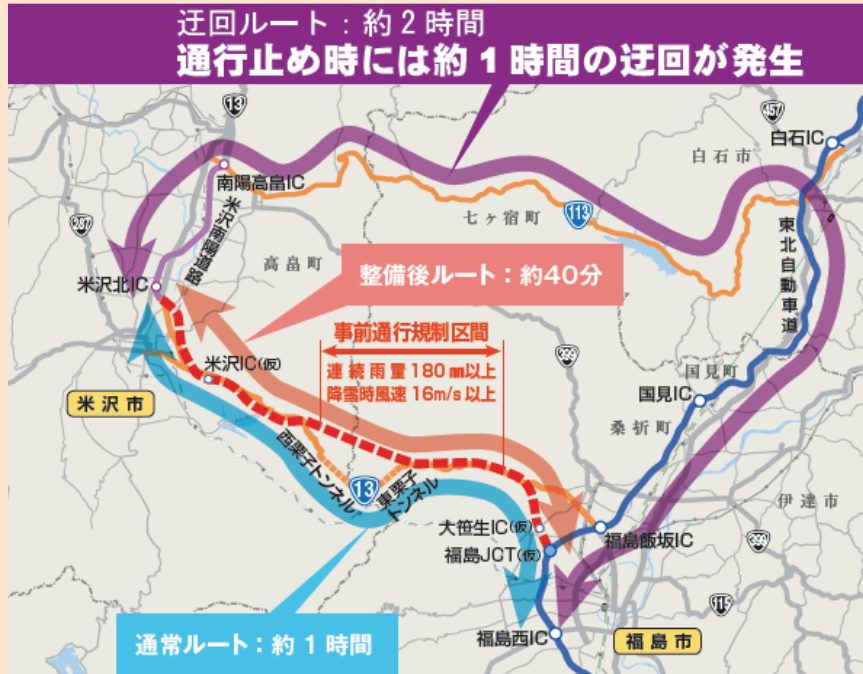 迂回ルート：約2時間
通行止め時には約1時間の迂回が発生
13
457
白石IC
白石市
南陽高畠IC
七ヶ宿町
113
287
米沢南陽道路
高畠町
東北自動車道
米沢北IC
整備後ルート：約40分
事前通行規制区間
連続雨量180㎜以上
降雪時風速16m/s以上
399
国見町
国見IC
米沢IC(仮)
米沢市
桑折町
西栗子トンネル
13
東栗子トンネル
伊達市
大笹生IC(仮)
福島飯坂IC
福島JCT(仮)
399
115
通常ルート：約1時間
福島西IC
福島市